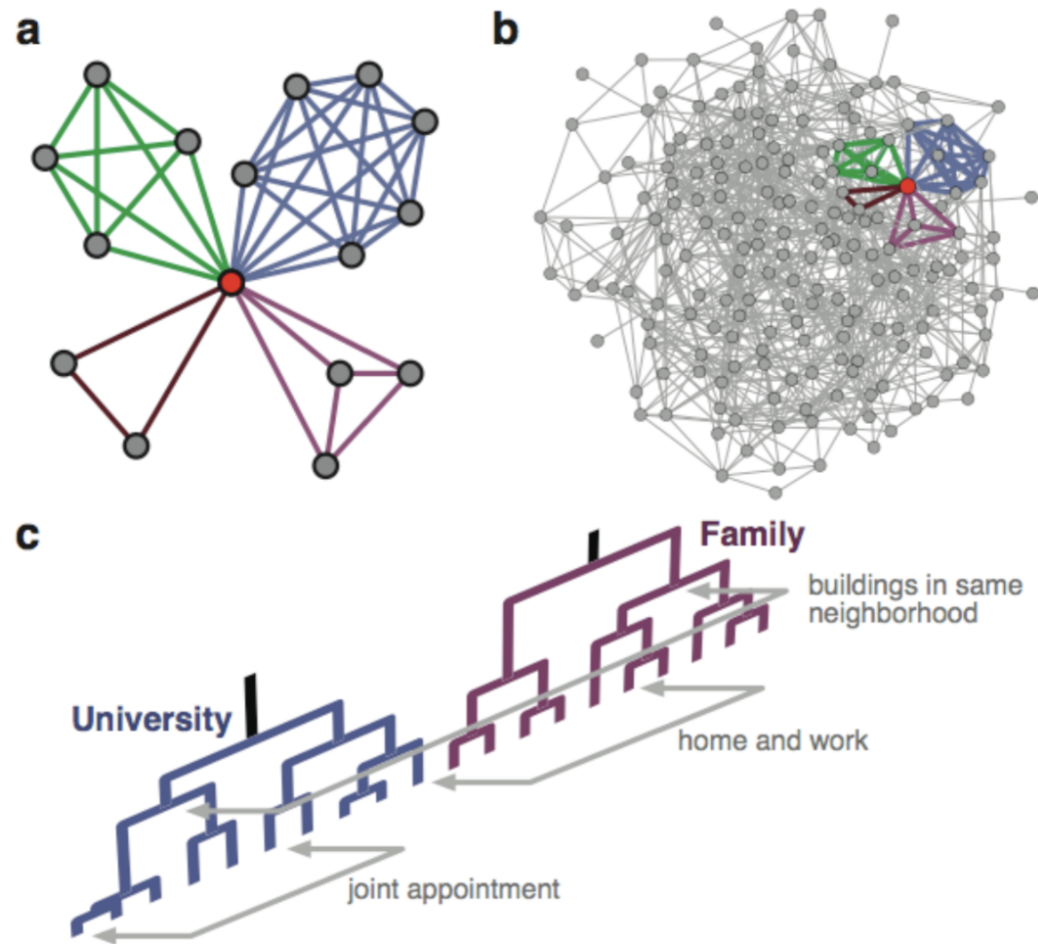 a
b
c
Family
buildings in same
neighborhood
University
home and work
joint appointment